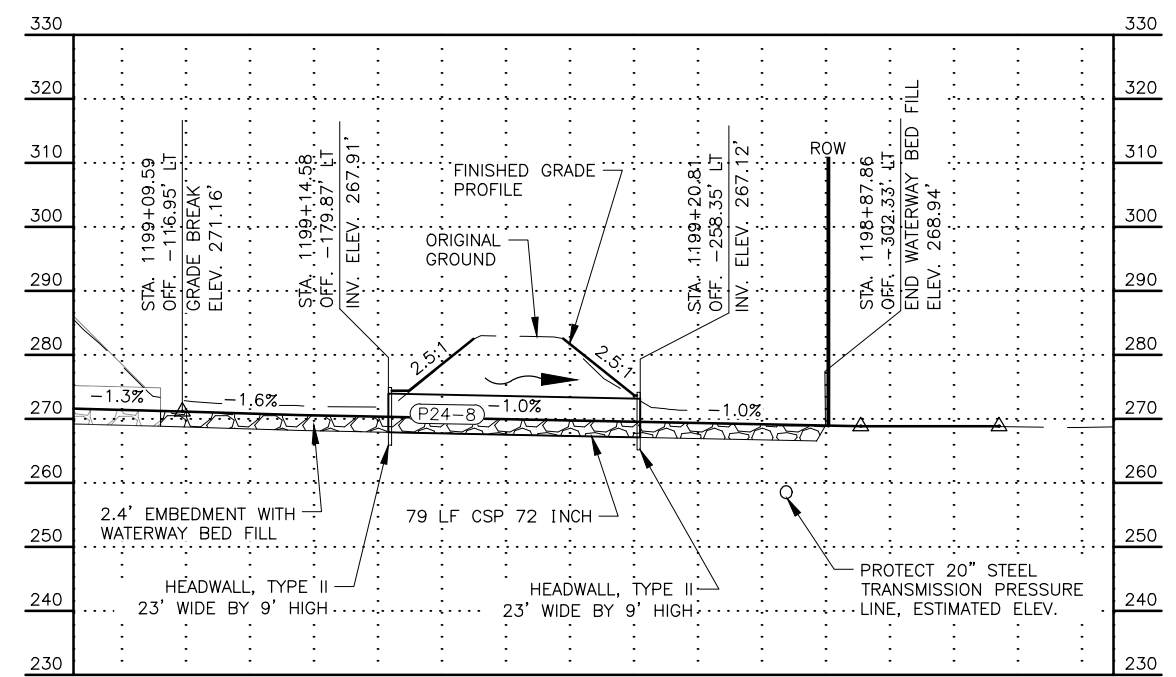 330
330
320
320
310
310
300
300
290
290
280
280
270
270
260
260
250
250
240
240
230
230
STA. 1199+09.59
OFF. -116.95' LT
GRADE BREAK
ELEV. 271.16'
STA. 1199+14.58
OFF. -179.87' LT
INV. ELEV. 267.91'
FINISHED GRADE
PROFILE
ORIGINAL
GROUND
STA. 1199+20.81
OFF. -258.35' LT
INV. ELEV. 267.12'
ROW
STA. 1198+87.86
OFF. -302.33' LT
END WATERWAY BED FILL
ELEV. 268.94'
2.5:1
2.5:1
-1.3%
-1.6%
P24-8
-1.0%
-1.0%
2.4' EMBEDMENT WITH
WATERWAY BED FILL
79 LF CSP 72 INCH
HEADWALL, TYPE II
23' WIDE BY 9' HIGH
HEADWALL, TYPE II
23' WIDE BY 9' HIGH
PROTECT 20" STEEL
TRANSMISSION PRESSURE
LINE, ESTIMATED ELEV.